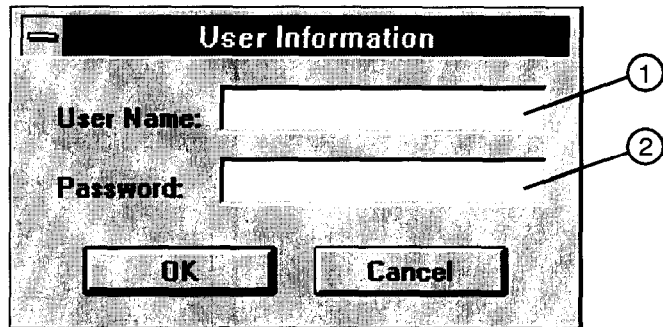 User Information
User Name:
①
Password:
②
OK
Cancel